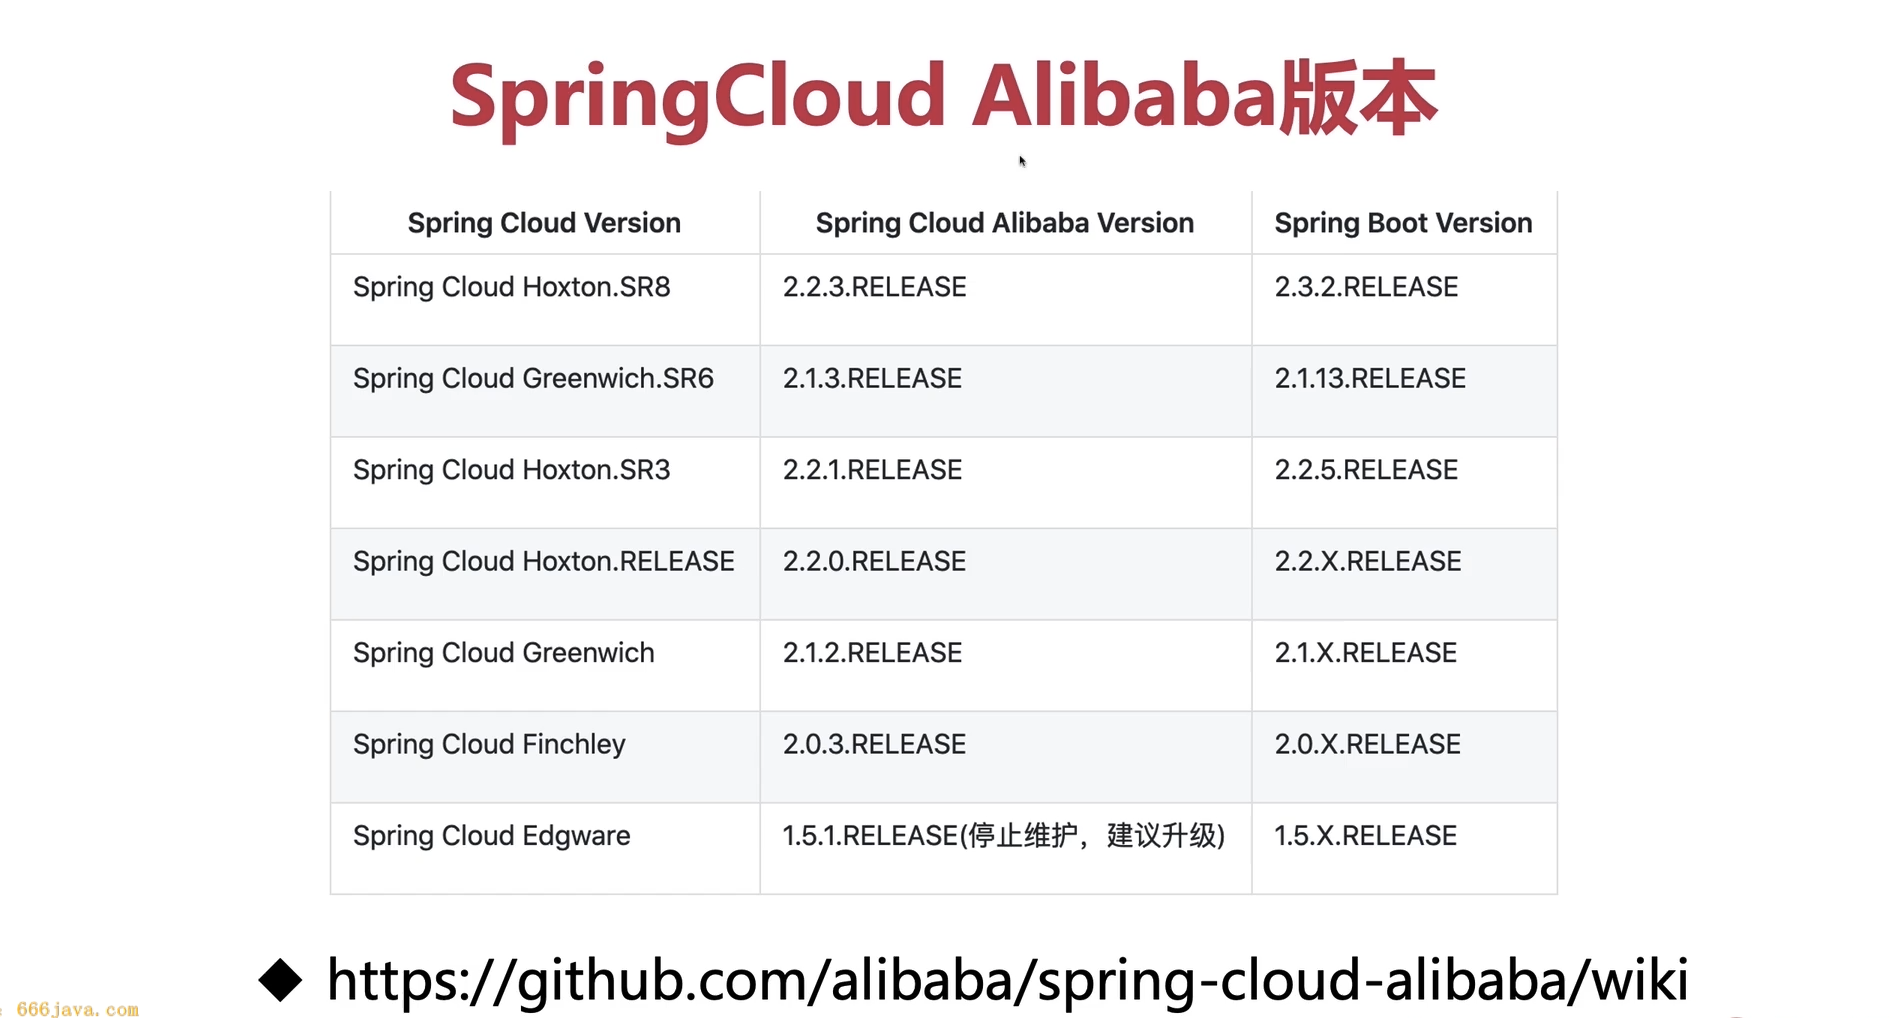 SpringCloud Alibaba版本
Spring Cloud Version Spring Cloud Alibaba Version Spring Boot Version
Spring Cloud Hoxton.SR8 2.2.3.RELEASE 2.3.2.RELEASE
Spring Cloud Greenwich.SR6 2.1.3.RELEASE 2.1.13.RELEASE
Spring Cloud Hoxton.SR3 2.2.1.RELEASE 2.2.5.RELEASE
Spring Cloud Hoxton.RELEASE 2.2.0.RELEASE 2.2.X.RELEASE
Spring Cloud Greenwich 2.1.2.RELEASE 2.1.X.RELEASE
Spring Cloud Finchley 2.0.3.RELEASE 2.0.X.RELEASE
Spring Cloud Edgware 1.5.1.RELEASE(停止维护，建议升级) 1.5.X.RELEASE
◆ https://github.com/alibaba/spring-cloud-alibaba/wiki
666java.com